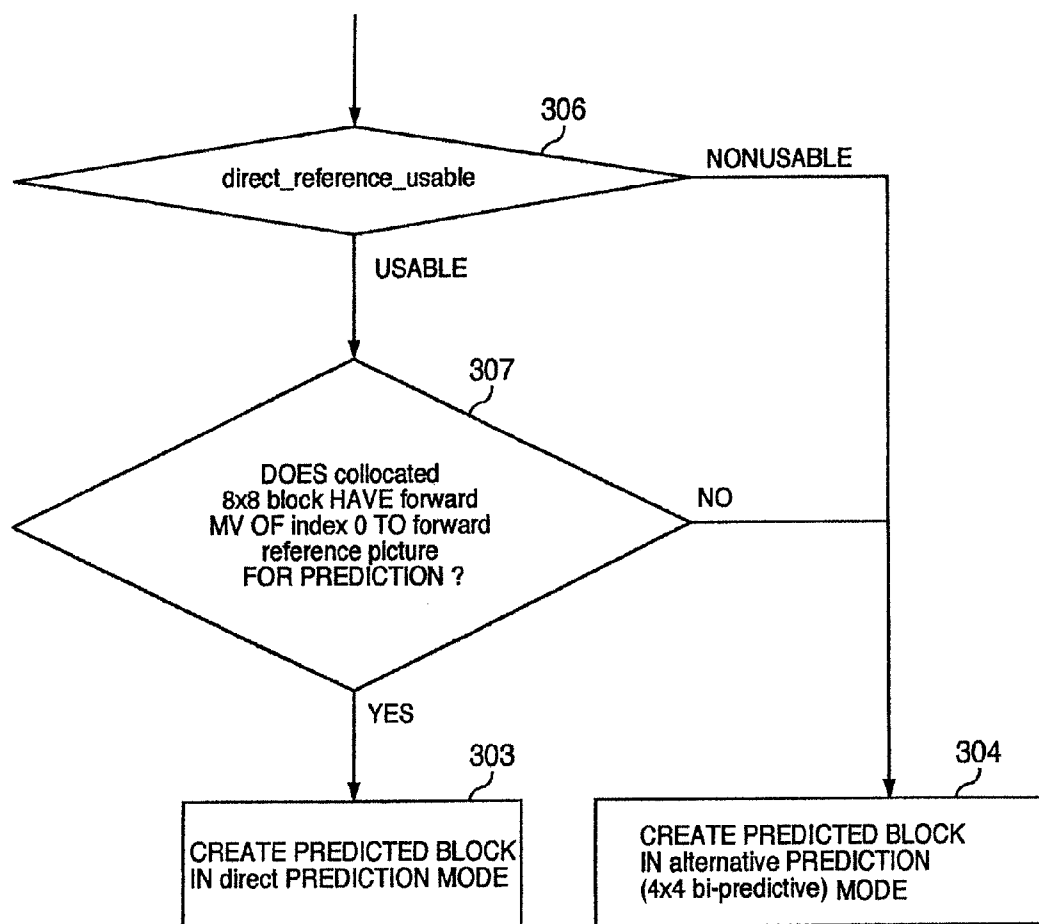 306
direct_reference_usable
NONUSABLE
USABLE
307
DOES collocated
8x8 block HAVE forward
MV OF index 0 TO forward
reference picture
FOR PREDICTION ?
NO
YES
303
CREATE PREDICTED BLOCK
IN direct PREDICTION MODE
304
CREATE PREDICTED BLOCK
IN alternative PREDICTION
(4x4 bi-predictive) MODE